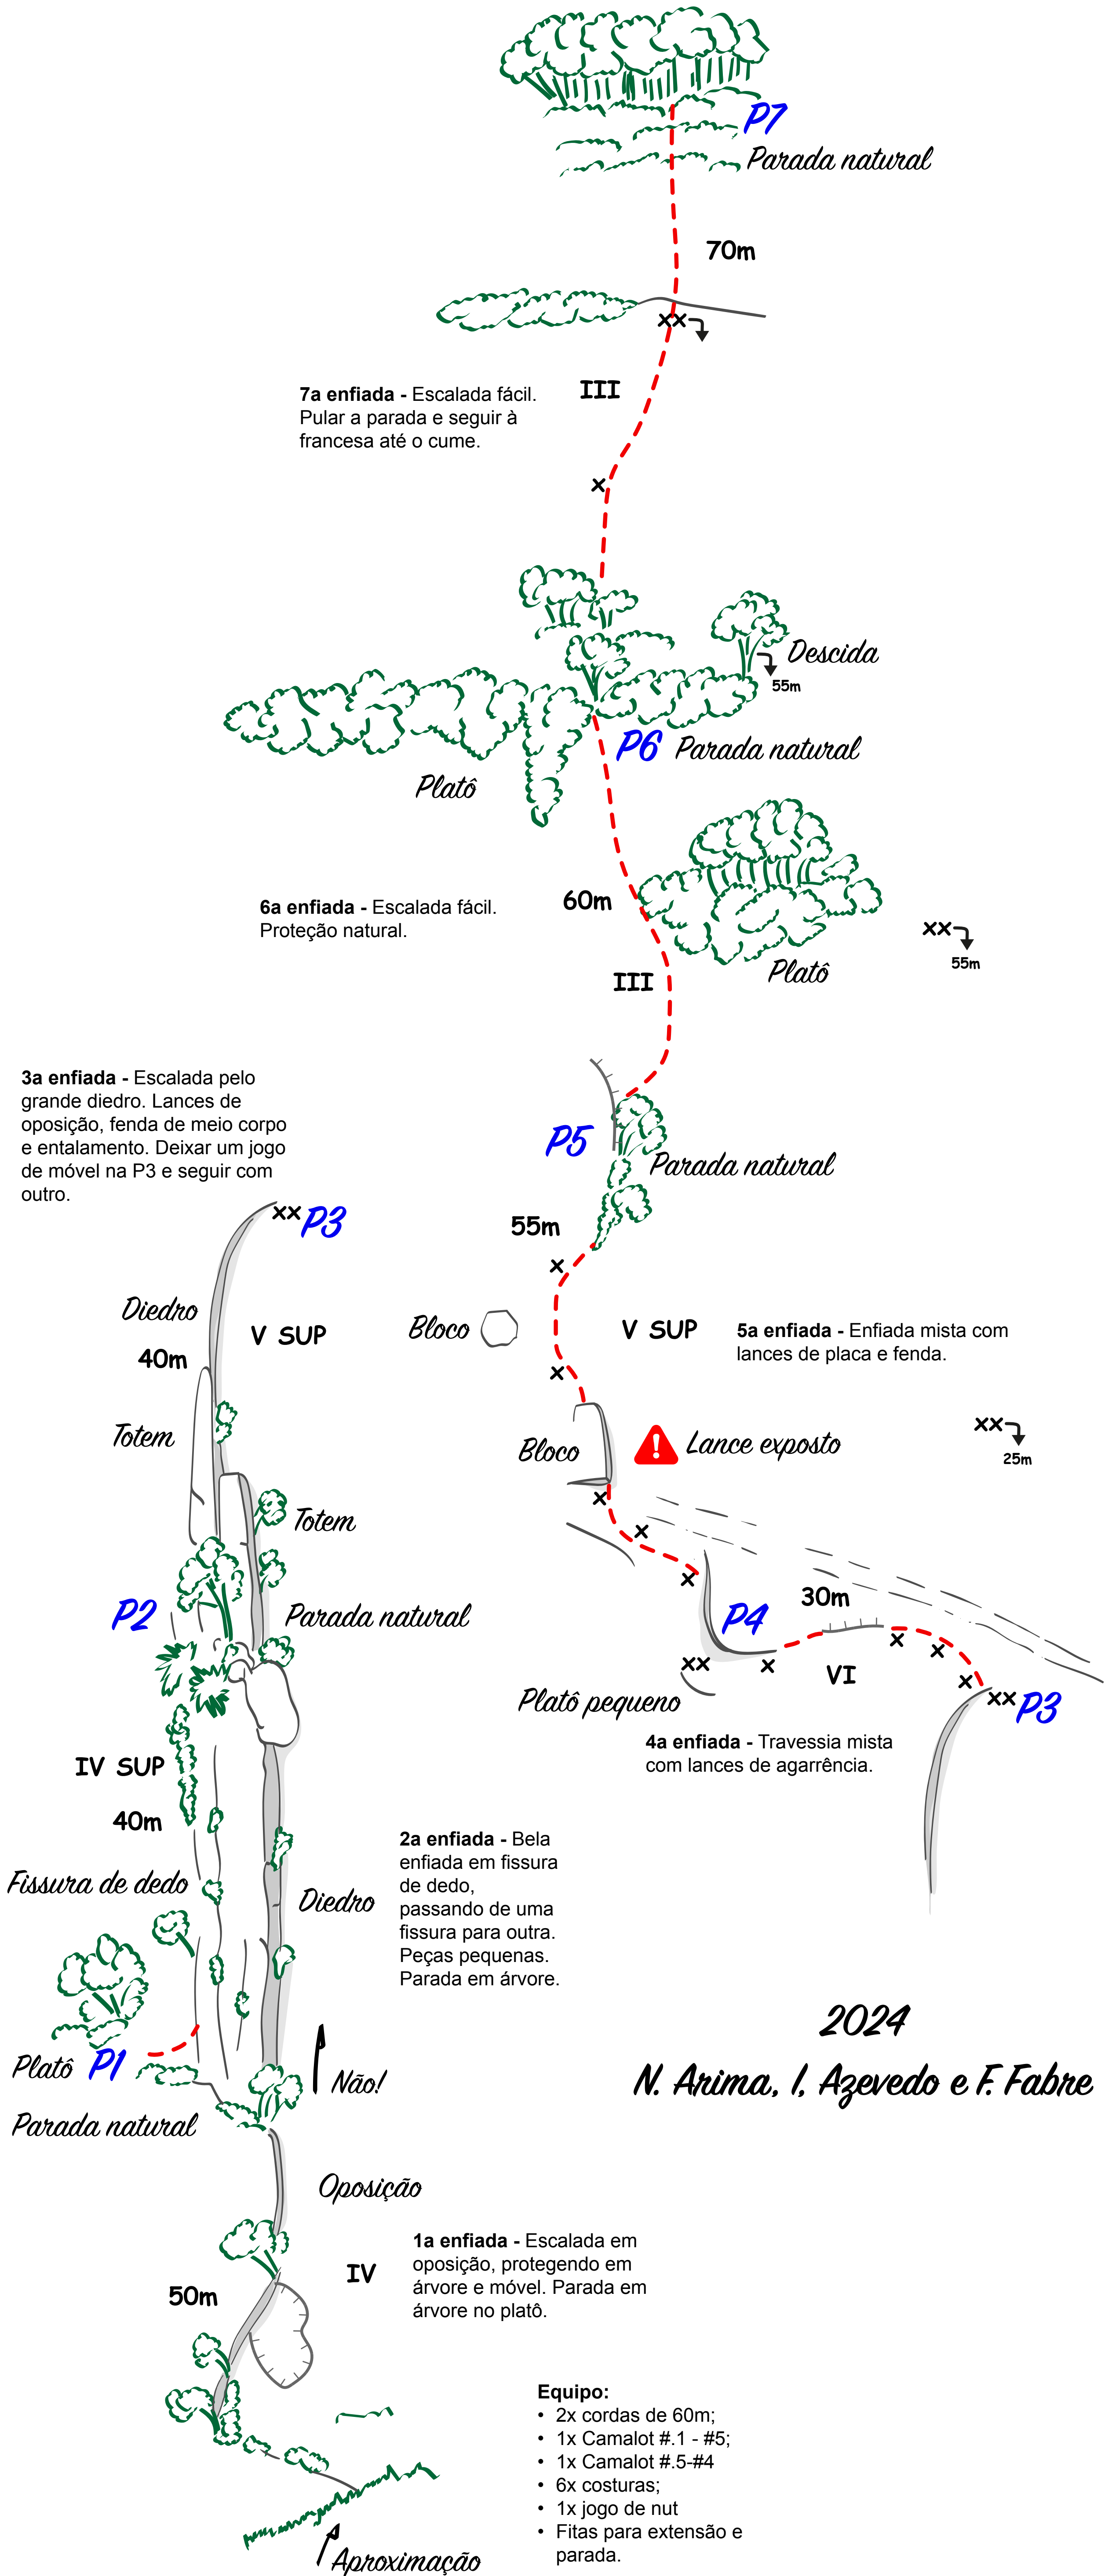 P7
Parada natural
70m
XX
7a enfiada - Escalada fácil.
Pular a parada e seguir à
francesa até o cume.
III
X
Descida
55m
P6 Parada natural
Platô
60m
6a enfiada - Escalada fácil.
Proteção natural.
XX
55m
Platô
III
3a enfiada - Escalada pelo
grande diedro. Lances de
oposição, fenda de meio corpo
e entalamento. Deixar um jogo
de móvel na P3 e seguir com
outro.
P5
Parada natural
XX P3
55m
X
Diedro
V SUP
40m
Bloco
V SUP
5a enfiada - Enfiada mista com
lances de placa e fenda.
X
Totem
Bloco
! Lance exposto
XX
25m
X
Totem
X
X
P2
Parada natural
P4
30m
X
X
XX
X
VI
X
XX P3
Platô pequeno
4a enfiada - Travessia mista
com lances de agarrência.
IV SUP
40m
2a enfiada - Bela
enfiada em fissura
de dedo,
passando de uma
fissura para outra.
Peças pequenas.
Parada em árvore.
Fissura de dedo
Diedro
2024
N. Arima, I. Azevedo e F. Fabre
Platô P1
Não!
Parada natural
Oposição
1a enfiada - Escalada em
oposição, protegendo em
árvore e móvel. Parada em
árvore no platô.
IV
50m
Equipo:
• 2x cordas de 60m;
• 1x Camalot #.1 - #5;
• 1x Camalot #.5-#4
• 6x costuras;
• 1x jogo de nut
• Fitas para extensão e
parada.
Aproximação